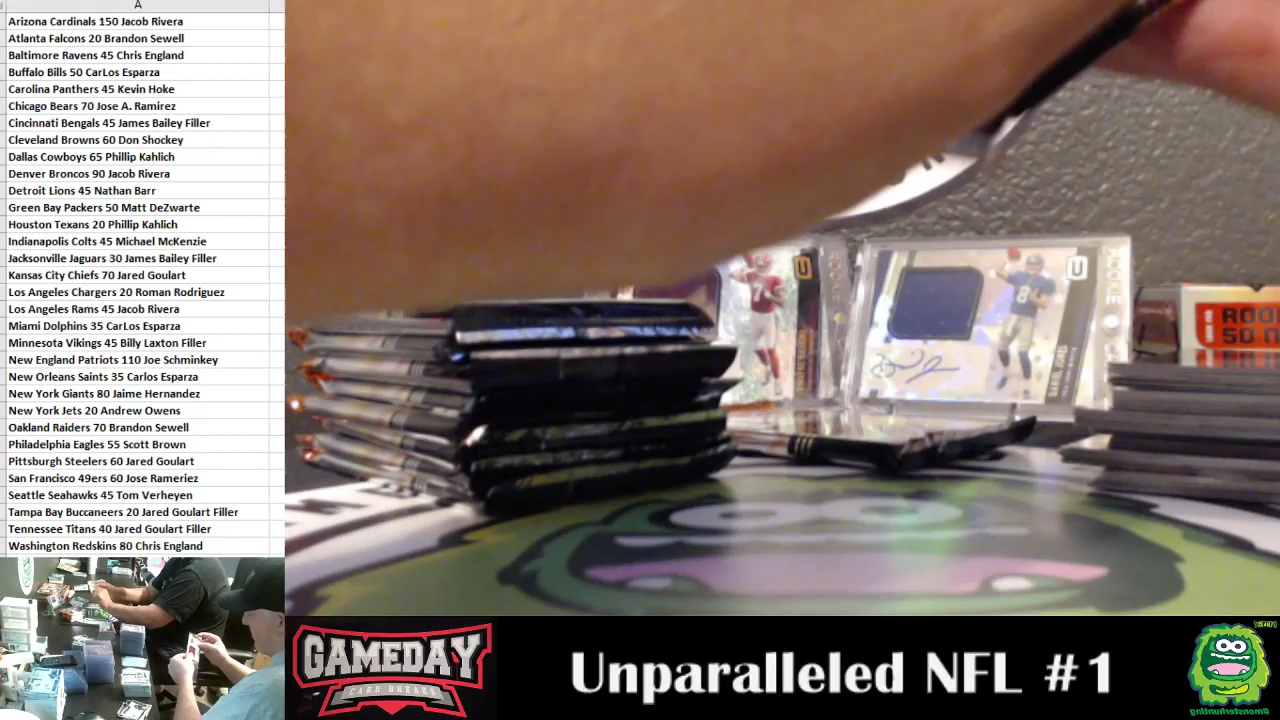 A
Arizona Cardinals 150 Jacob Rivera
Atlanta Falcons 20 Brandon Sewell
Baltimore Ravens 45 Chris England
Buffalo Bills 50 CarLos Esparza
Carolina Panthers 45 Kevin Hoke
Chicago Bears 70 Jose A. Ramirez
Cincinnati Bengals 45 James Bailey Filler
Cleveland Browns 60 Don Shockey
Dallas Cowboys 65 Phillip Kahlich
Denver Broncos 90 Jacob Rivera
Detroit Lions 45 Nathan Barr
Green Bay Packers 50 Matt DeZwarte
Houston Texans 20 Phillip Kahlich
Indianapolis Colts 45 Michael McKenzie
Jacksonville Jaguars 30 James Bailey Filler
Kansas City Chiefs 70 Jared Goulart
Los Angeles Chargers 20 Roman Rodriguez
Los Angeles Rams 45 Jacob Rivera
Miami Dolphins 35 CarLos Esparza
Minnesota Vikings 45 Billy Laxton Filler
New England Patriots 110 Joe Schminkey
New Orleans Saints 35 Carlos Esparza
New York Giants 80 Jaime Hernandez
New York Jets 20 Andrew Owens
Oakland Raiders 70 Brandon Sewell
Philadelphia Eagles 55 Scott Brown
Pittsburgh Steelers 60 Jared Goulart
San Francisco 49ers 60 Jose Rameriez
Seattle Seahawks 45 Tom Verheyen
Tampa Bay Buccaneers 20 Jared Goulart Filler
Tennessee Titans 40 Jared Goulart Filler
Washington Redskins 80 Chris England
ROOKIE
ROOKIE
GAMEDAY
CARD BREAKS
Unparalleled NFL #1
#monsterhunting